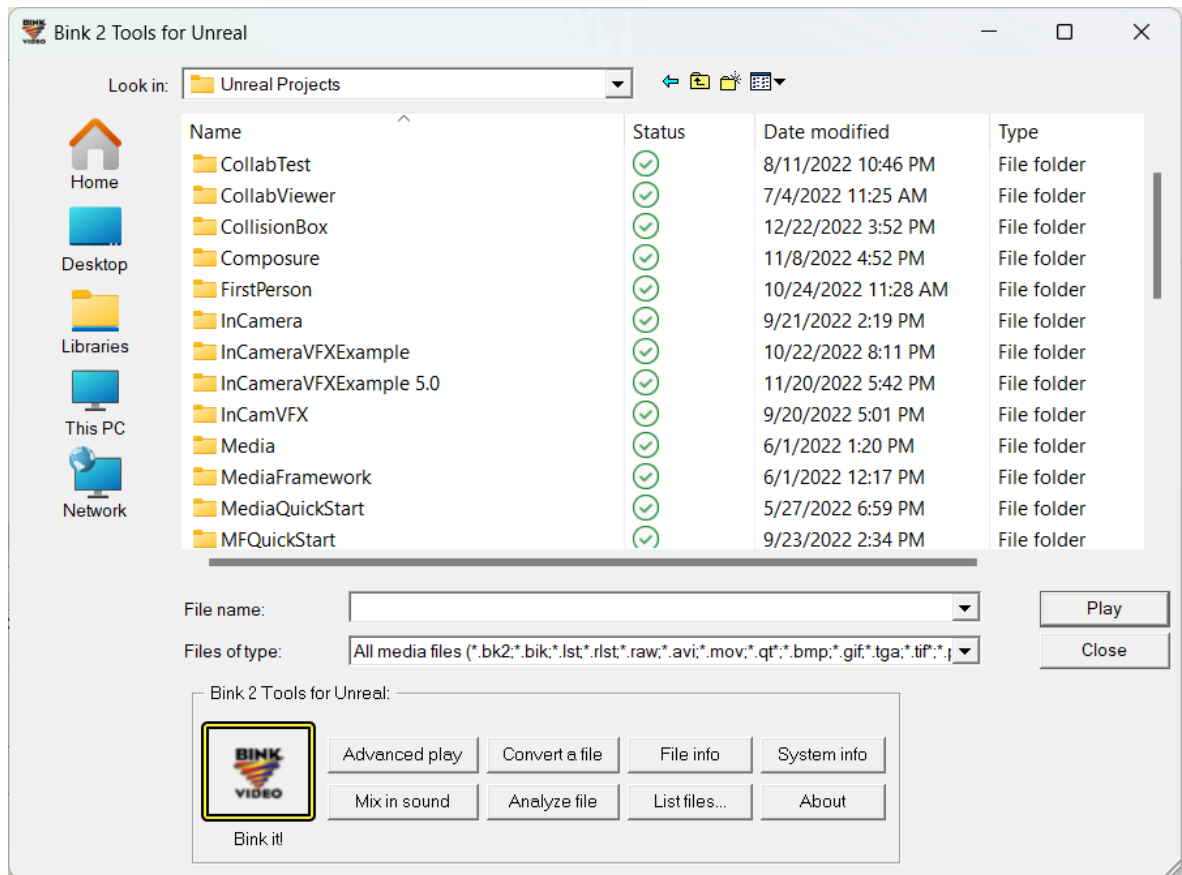 Bink 2 Tools for Unreal
Look in: Unreal Projects
Name Status Date modified Type
CollabTest 8/11/2022 10:46 PM File folder
CollabViewer 7/4/2022 11:25 AM File folder
CollisionBox 12/22/2022 3:52 PM File folder
Composure 11/8/2022 4:52 PM File folder
FirstPerson 10/24/2022 11:28 AM File folder
InCamera 9/21/2022 2:19 PM File folder
InCameraVFXExample 10/22/2022 8:11 PM File folder
InCameraVFXExample 5.0 11/20/2022 5:42 PM File folder
InCamVFX 9/20/2022 5:01 PM File folder
Media 6/1/2022 1:20 PM File folder
MediaFramework 6/1/2022 12:17 PM File folder
MediaQuickStart 5/27/2022 6:59 PM File folder
MFQuickStart 9/23/2022 2:34 PM File folder
Home
Desktop
Libraries
This PC
Network
File name: Play
Files of type: All media files (*.bk2;*.bik;*.lst;*.rlst;*.raw;*.avi;*.mov;*.qt*;*.bmp;*.gif;*.tga;*.tif*;*. Close
Bink 2 Tools for Unreal:
BINK
VIDEO
Bink it!
Advanced play Convert a file File info System info
Mix in sound Analyze file List files... About